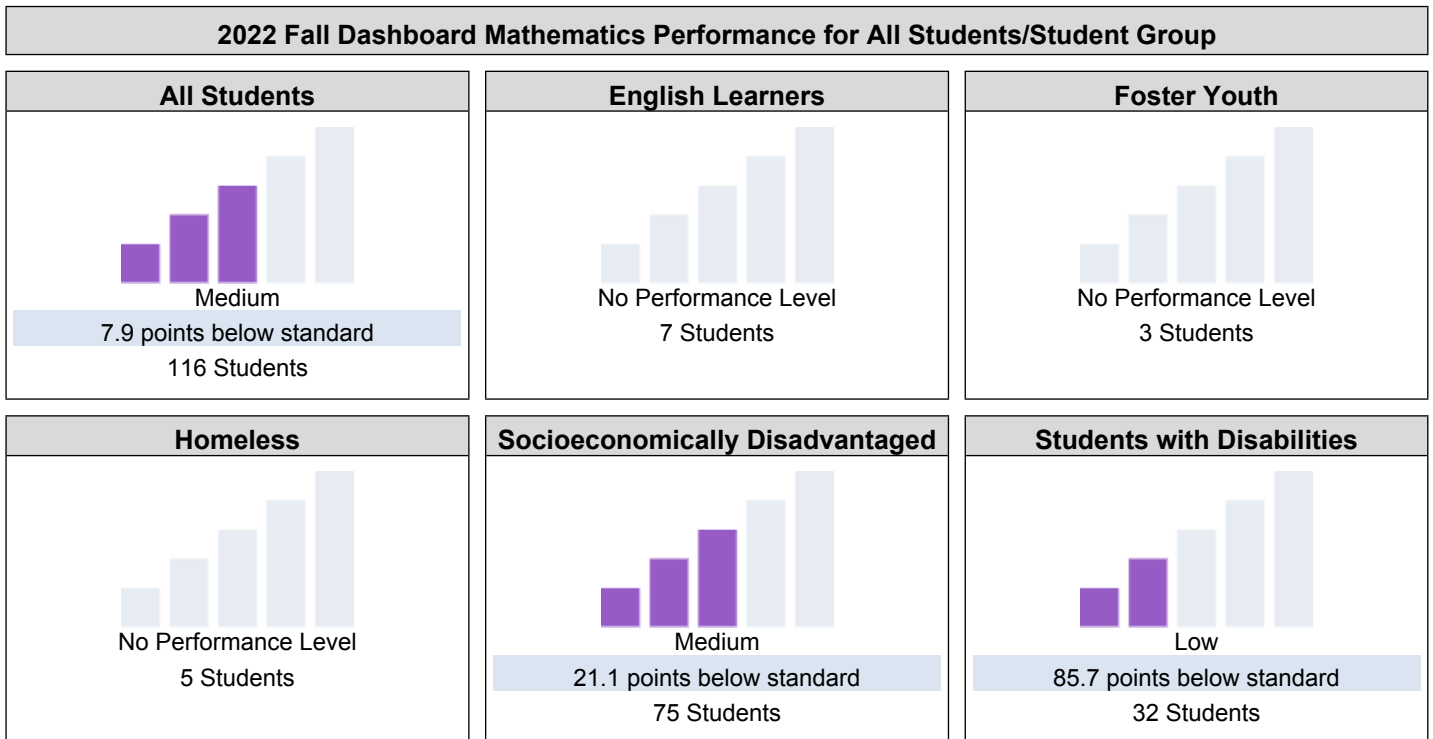 2022 Fall Dashboard Mathematics Performance for All Students/Student Group
All Students
Medium
7.9 points below standard
116 Students
English Learners
No Performance Level
7 Students
Foster Youth
No Performance Level
3 Students
Homeless
No Performance Level
5 Students
Socioeconomically Disadvantaged
Medium
21.1 points below standard
75 Students
Students with Disabilities
Low
85.7 points below standard
32 Students